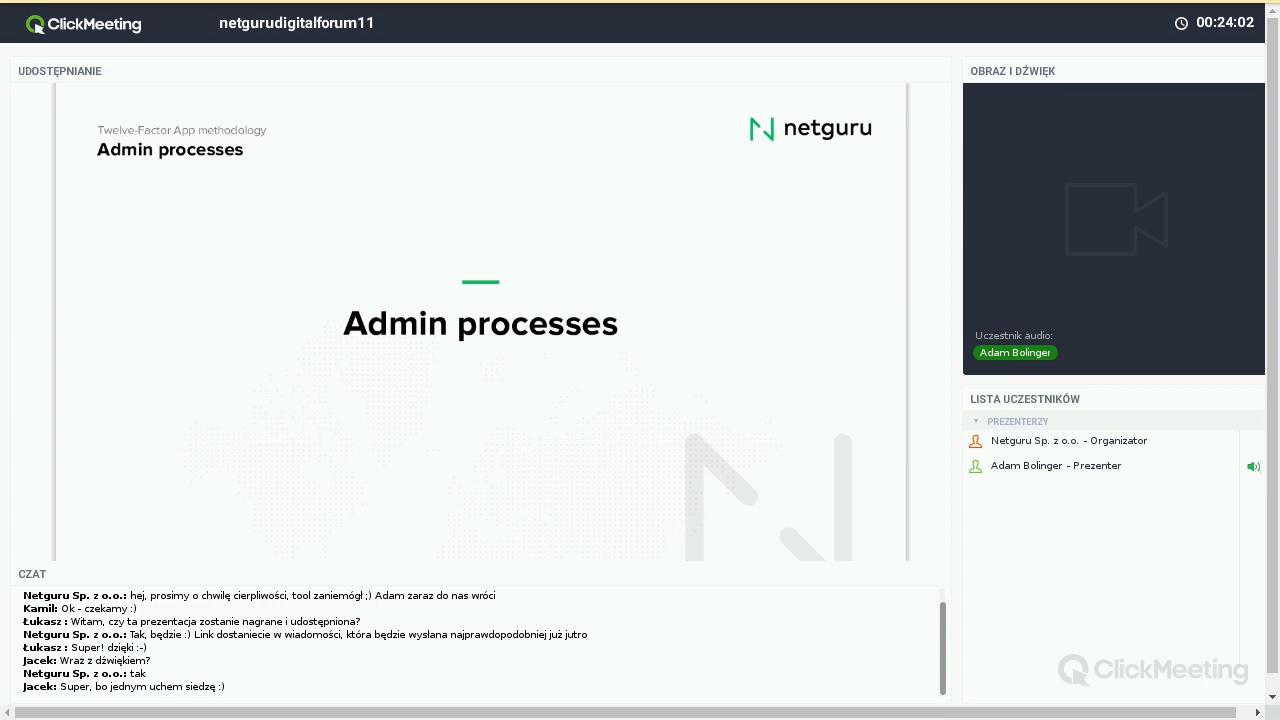 ClickMeeting
netgurudigitalforum11
00:24:02
UDOSTĘPNIANIE
Twelve-Factor App methodology
Admin processes
netguru
Admin processes
CZAT
Netguru Sp. z o.o.: hej, prosimy o chwilę cierpliwości, tool zaniemógł ;) Adam zaraz do nas wróci
Kamil: Ok - czekamy :)
Łukasz : Witam, czy ta prezentacja zostanie nagrane i udostępniona?
Netguru Sp. z o.o.: Tak, będzie :) Link dostaniecie w wiadomości, która będzie wysłana najprawdopodobniej już jutro
Łukasz : Super! dzięki :-)
Jacek: Wraz z dźwiękiem?
Netguru Sp. z o.o.: tak
Jacek: Super, bo jednym uchem siedzę :)
OBRAZ I DŹWIĘK
Uczestnik audio:
Adam Bolinger
LISTA UCZESTNIKÓW
PREZENTERZY
Netguru Sp. z o.o. - Organizator
Adam Bolinger - Prezenter
ClickMeeting